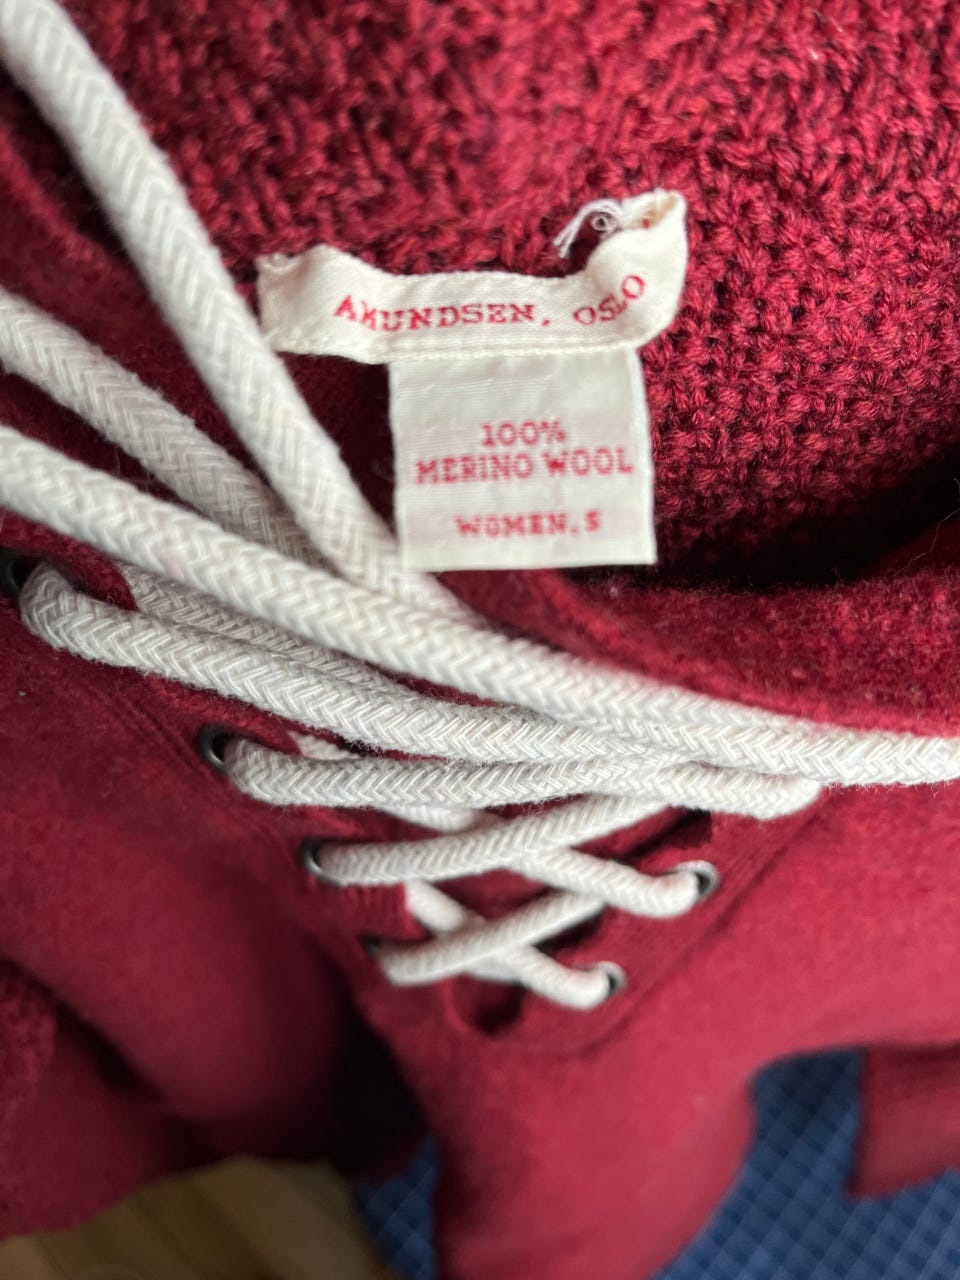 AMUNDSEN, OSLO
100%
MERINO WOOL
WOMEN, S